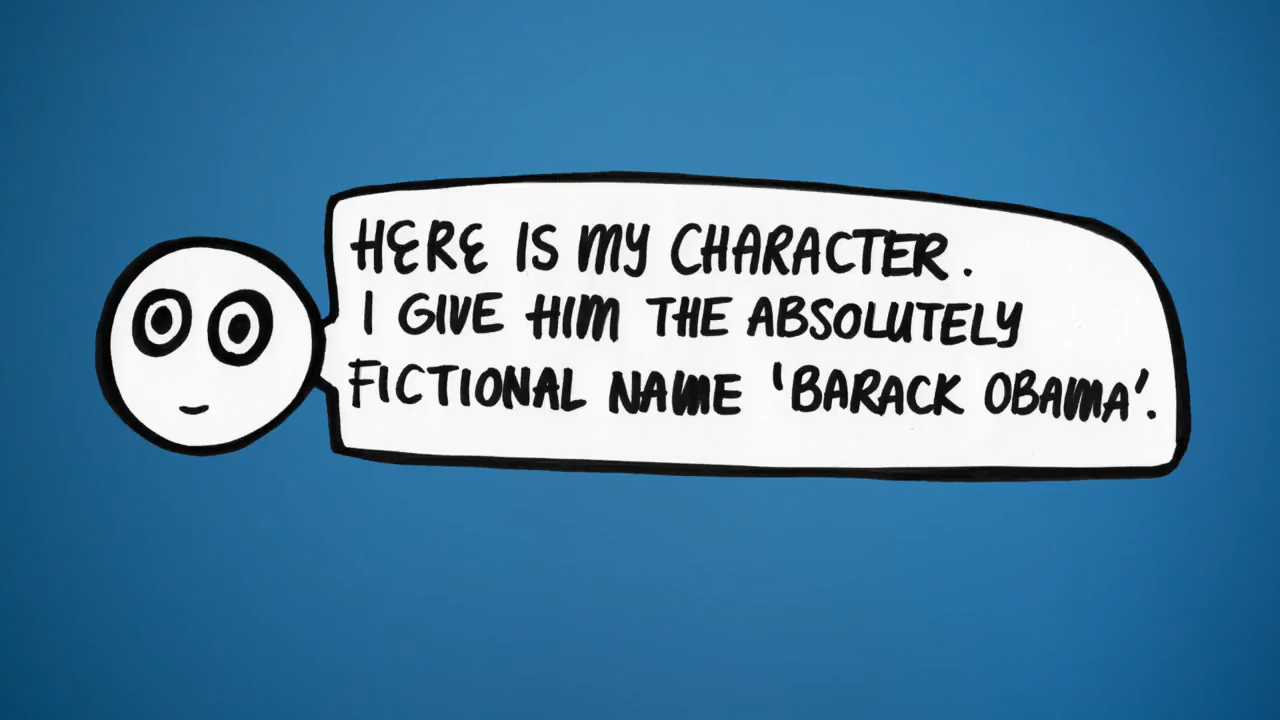 HERE IS MY CHARACTER.
I GIVE HIM THE ABSOLUTELY
FICTIONAL NAME 'BARACK OBAMA'.